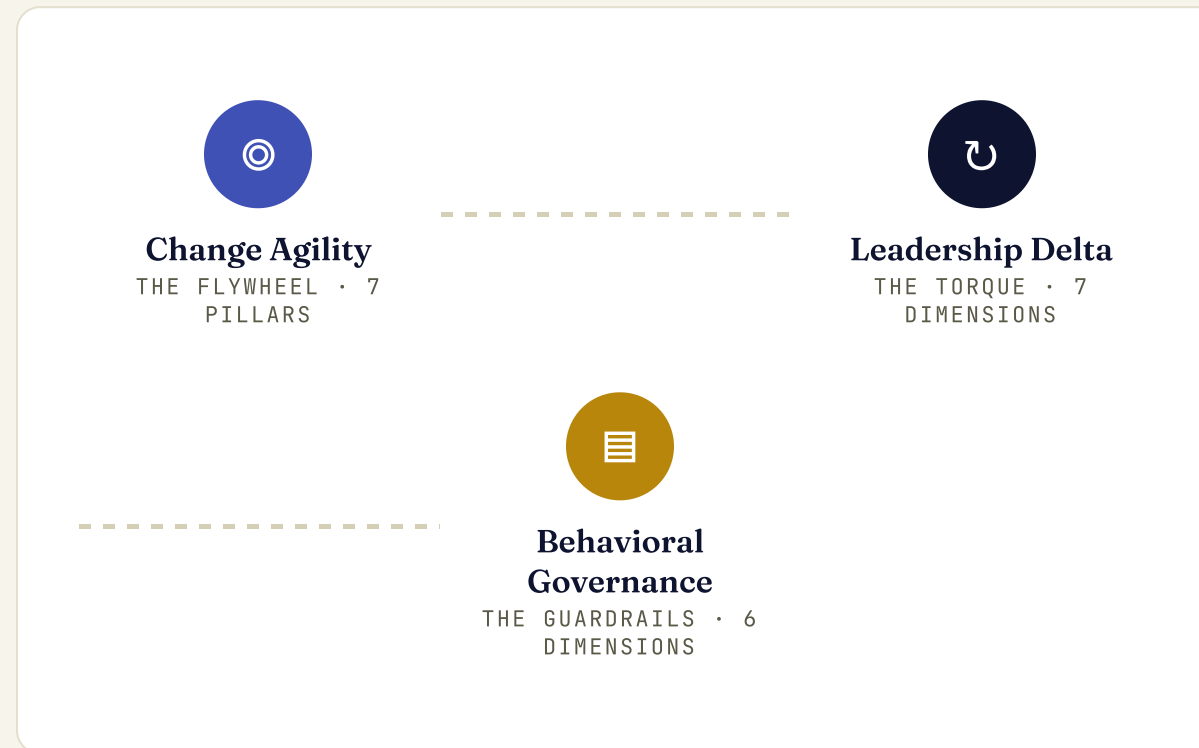 Change Agility
THE FLYWHEEL · 7
PILLARS
Leadership Delta
THE TORQUE · 7
DIMENSIONS
Behavioral
Governance
THE GUARDRAILS · 6
DIMENSIONS